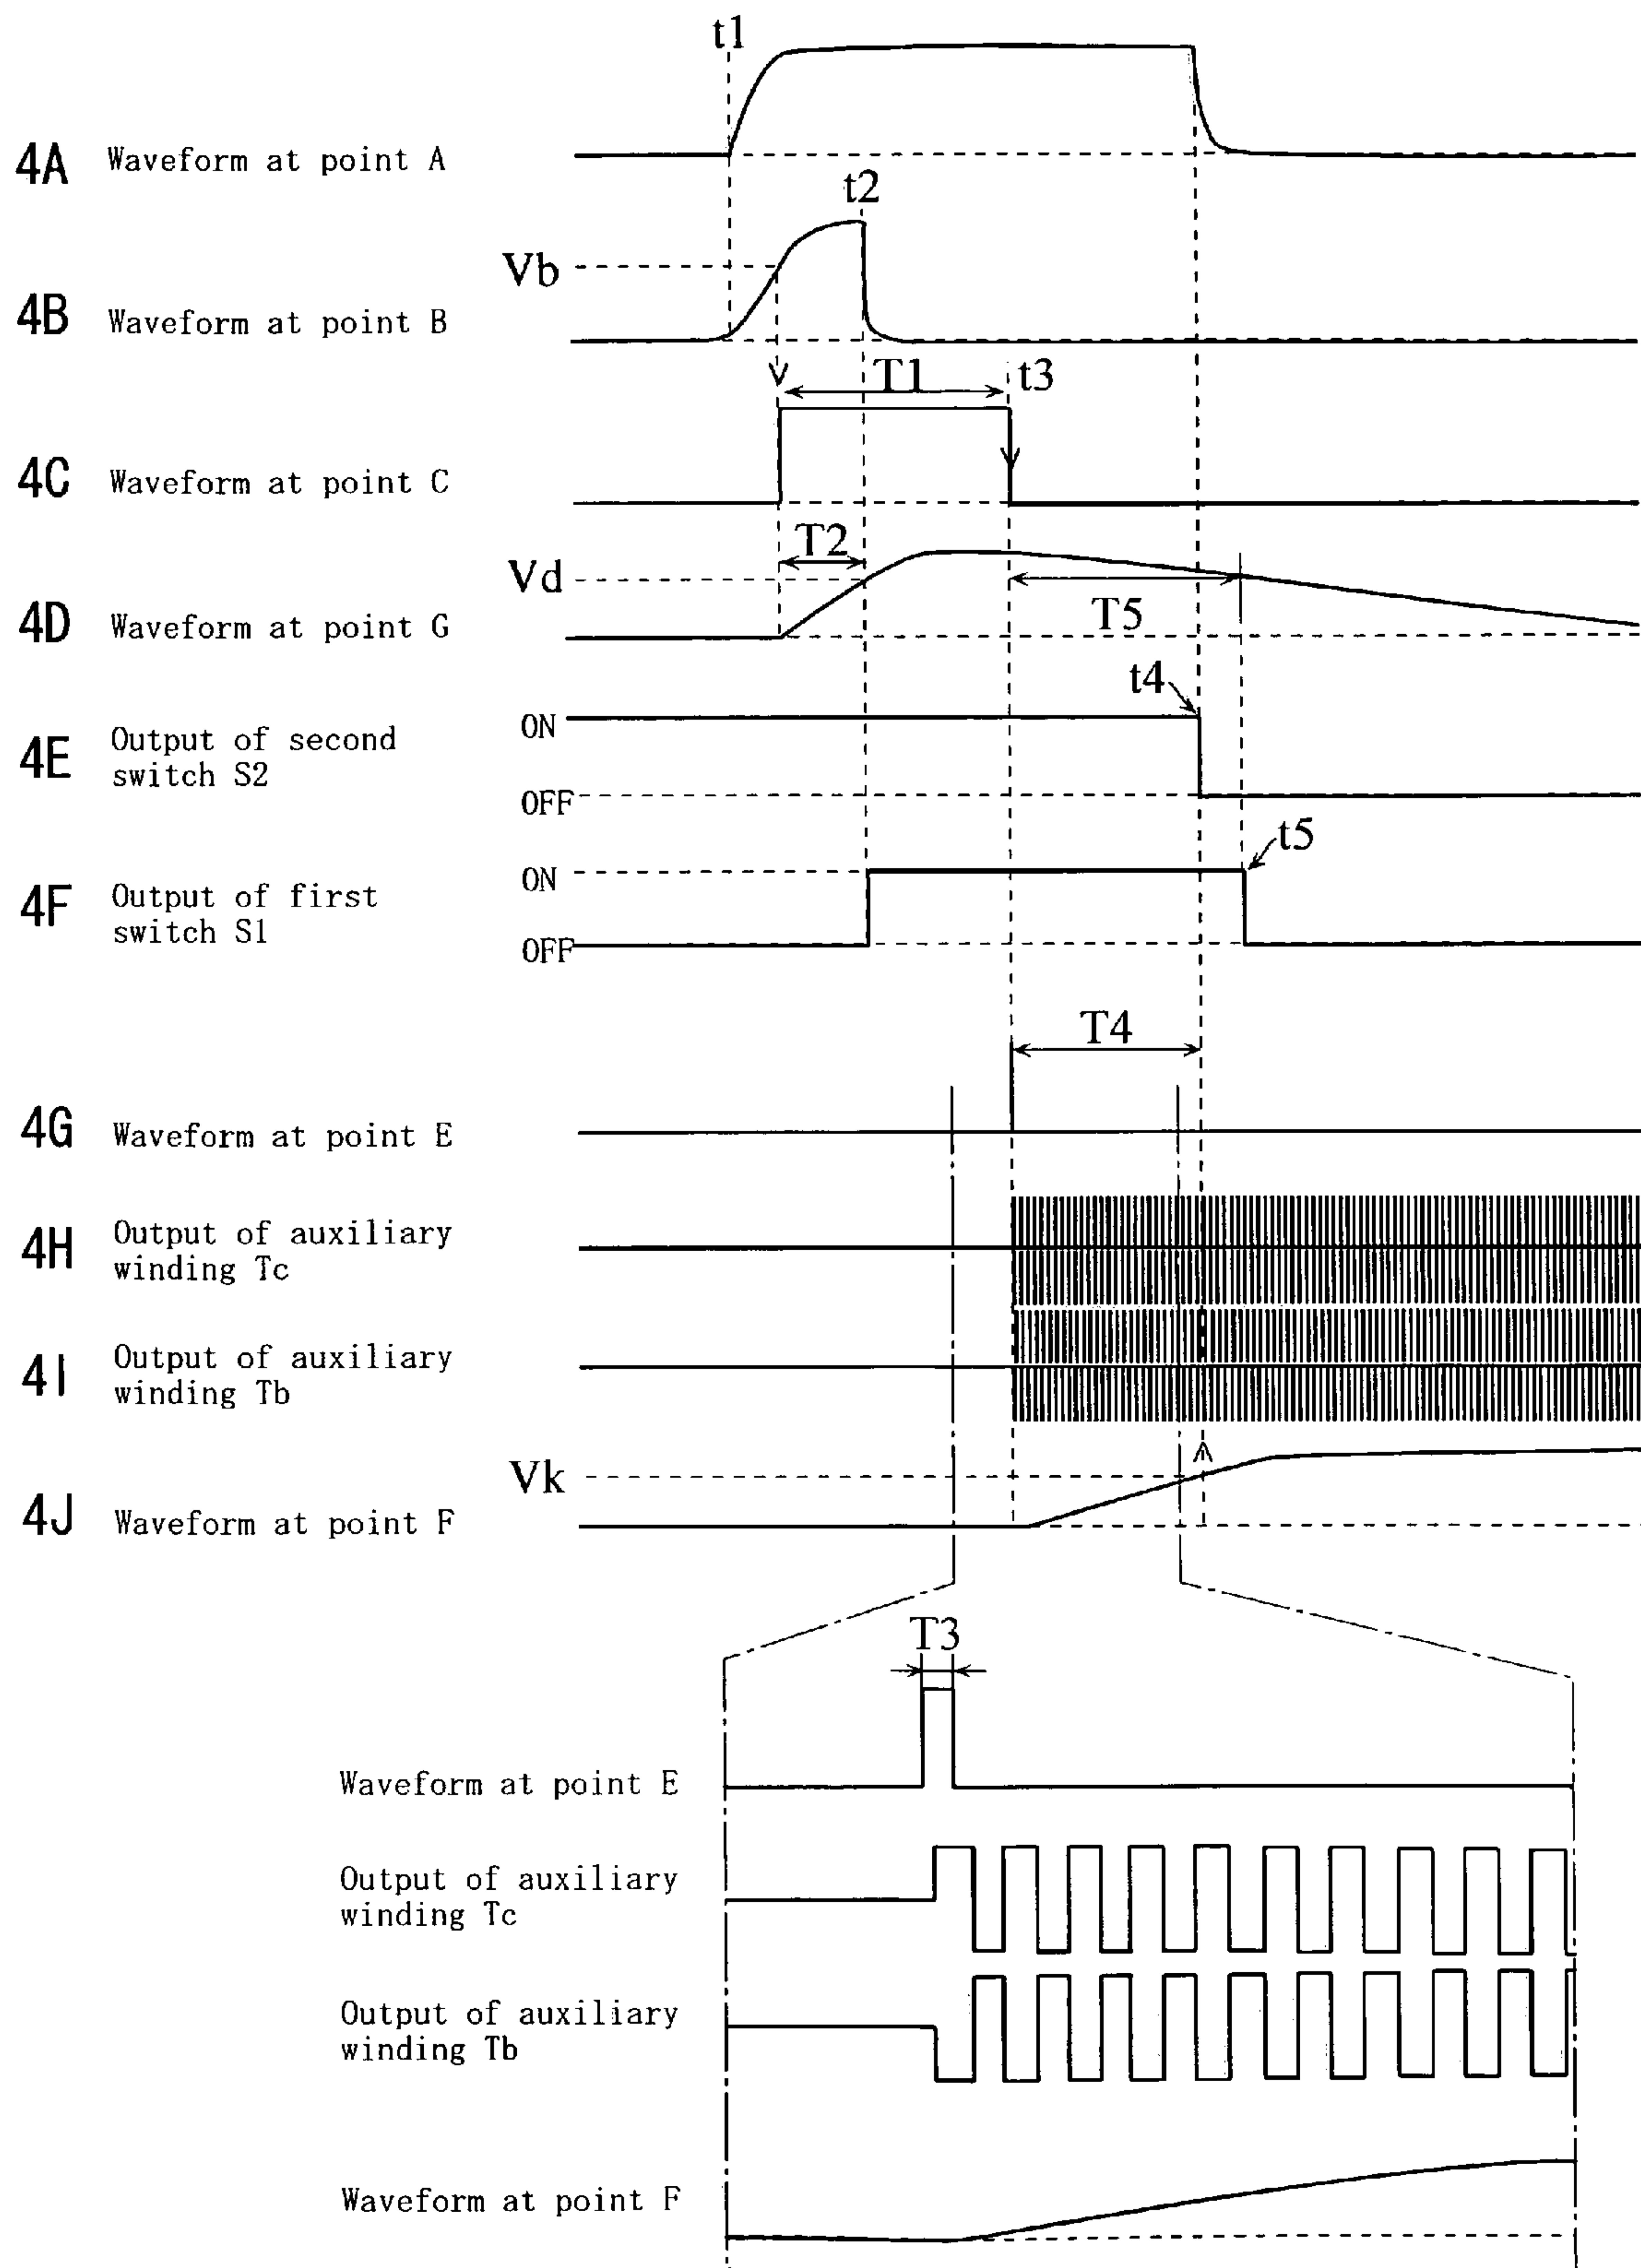 t1
4A Waveform at point A
t2
Vb
4B Waveform at point B
T1 t3
4C Waveform at point C
T2
Vd
T5
4D Waveform at point G
t4
4E Output of second
switch S2
ON
OFF
t5
4F Output of first
switch S1
ON
OFF
T4
4G Waveform at point E
4H Output of auxiliary
winding Tc
4I Output of auxiliary
winding Tb
Vk
4J Waveform at point F
T3
Waveform at point E
Output of auxiliary
winding Tc
Output of auxiliary
winding Tb
Waveform at point F